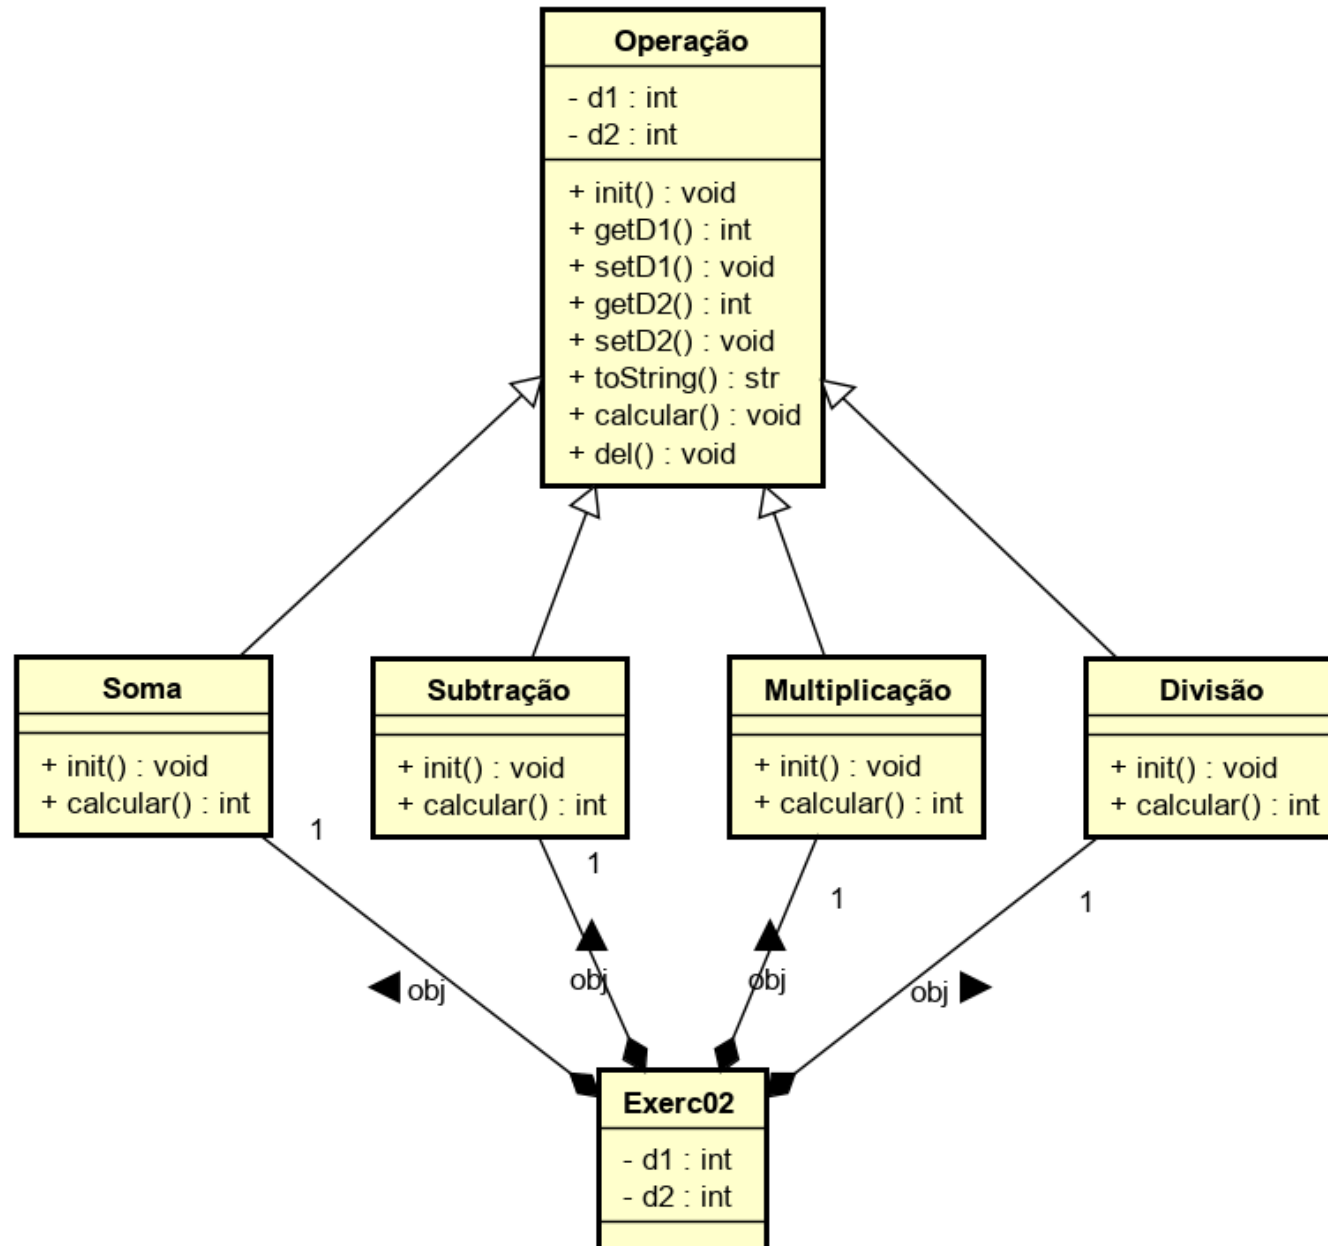 Operação
- d1 : int
- d2 : int
+ init() : void
+ getD1() : int
+ setD1() : void
+ getD2() : int
+ setD2() : void
+ toString() : str
+ calcular() : void
+ del() : void
Soma
+ init() : void
+ calcular() : int
Subtração
+ init() : void
+ calcular() : int
Multiplicação
+ init() : void
+ calcular() : int
Divisão
+ init() : void
+ calcular() : int
1
1
1
1
obj
obj
obj
obj
Exerc02
- d1 : int
- d2 : int